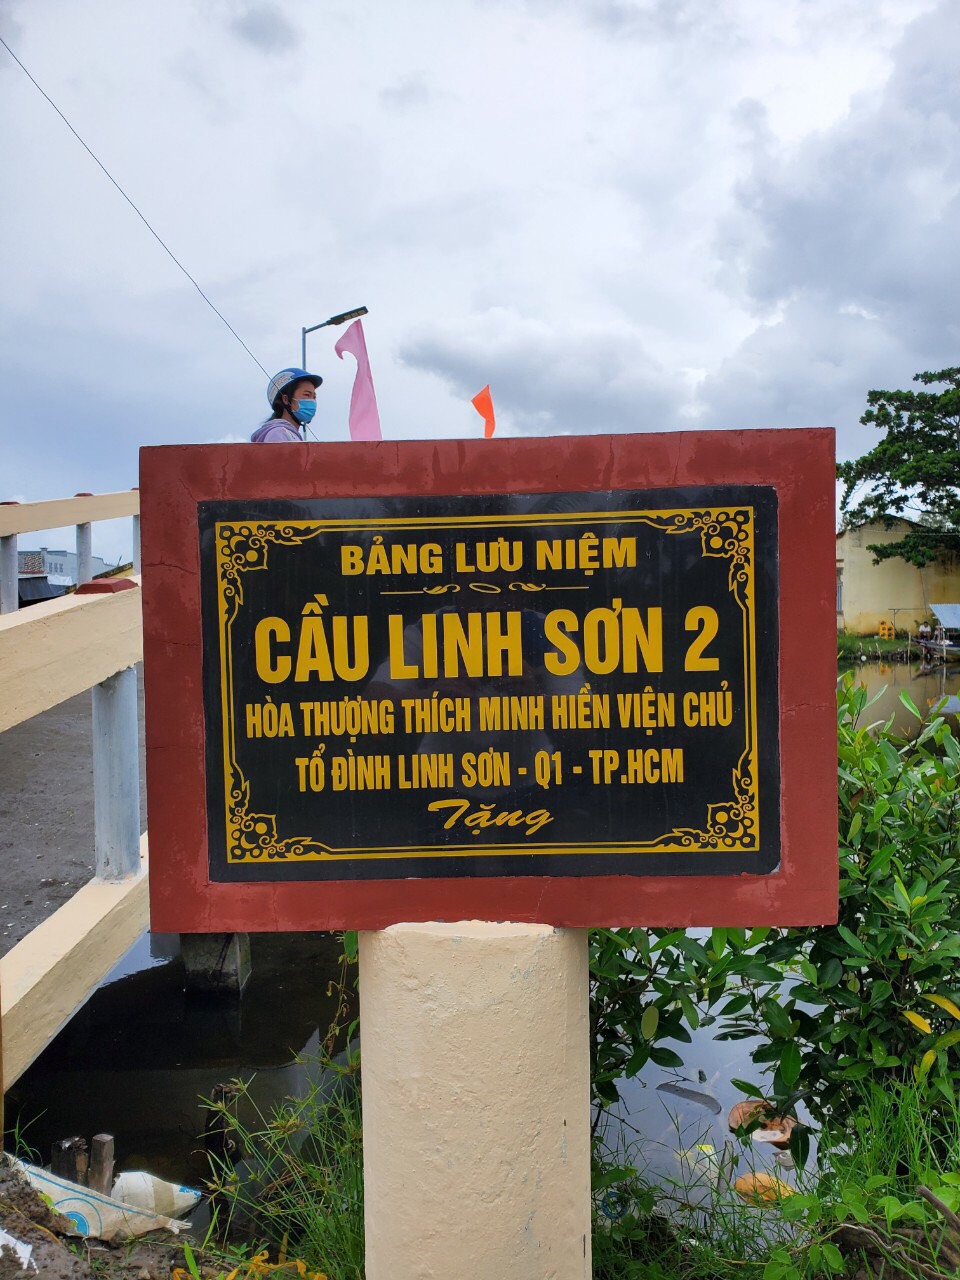 BẢNG LƯU NIỆM
CẦU LINH SƠN 2
HÒA THƯỢNG THÍCH MINH HIỀN VIỆN CHỦ
TỔ ĐÌNH LINH SƠN - Q1 - TP.HCM
Tặng